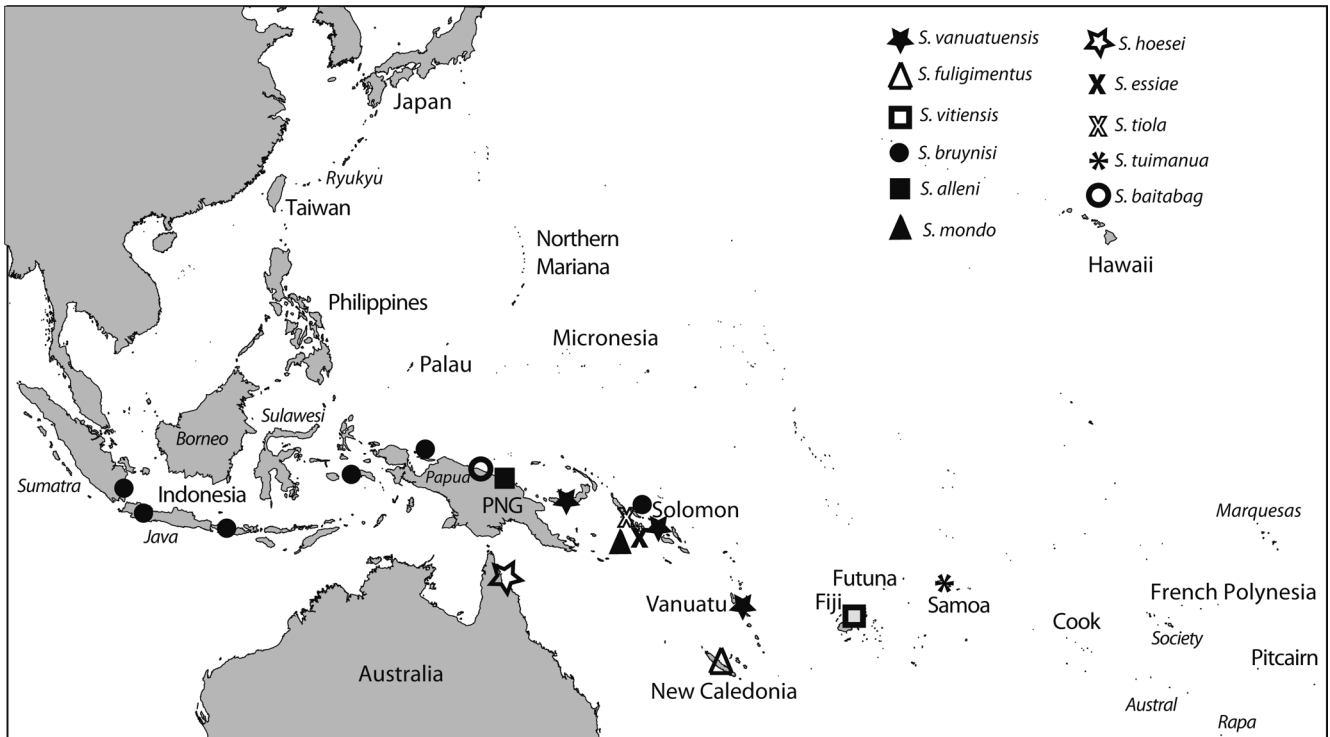 S. vanuatuensis
S. fuligimentus
S. vitiensis
S. bruynisi
S. alleni
S. mondo
S. hoesei
S. essiae
S. tiola
S. tuimanua
S. baitabag
Japan
Ryukyu
Taiwan
Northern
Mariana
Hawaii
Philippines
Micronesia
Palau
Sulawesi
Borneo
Sumatra
Indonesia
Papua
PNG
Java
Solomon
Marquesas
Vanuatu
Futuna
Fiji
Samoa
French Polynesia
Cook
Society
Pitcairn
Australia
New Caledonia
Austral
Rapa